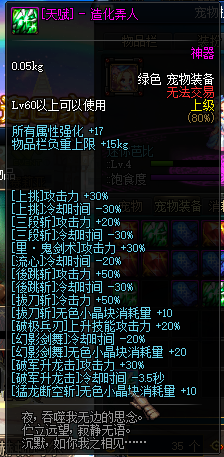 [天赋] - 造化弄人
神器
0.05kg
绿色 宠物装备
无法交易
Lv60以上可以使用
上级
(80%)
所有属性强化 +17
物品栏负重上限 +15kg
[上挑]攻击力 +30%
[上挑]冷却时间 -30%
[三段斩]攻击力 +20%
[三段斩]冷却时间 -30%
[里·鬼剑术]攻击力 +30%
[流心]冷却时间 -20%
[後跳斩]攻击力 +50%
[後跳斩]冷却时间 -30%
[拔刀斩]攻击力 +50%
[拔刀斩]无色小晶块消耗量 +10
[破极兵刃]上升技能攻击力 +20%
[幻影剑舞]冷却时间 -20%
[幻影剑舞]无色小晶块消耗量 +20
[破军升龙击]攻击力 +30%
[破军升龙击]冷却时间 -3.5秒
[猛龙断空斩]无色小晶块消耗量 +10
夜，吞噬我无边的思念。
伫立远望，寂静无语。
沉默，如你我之相见……